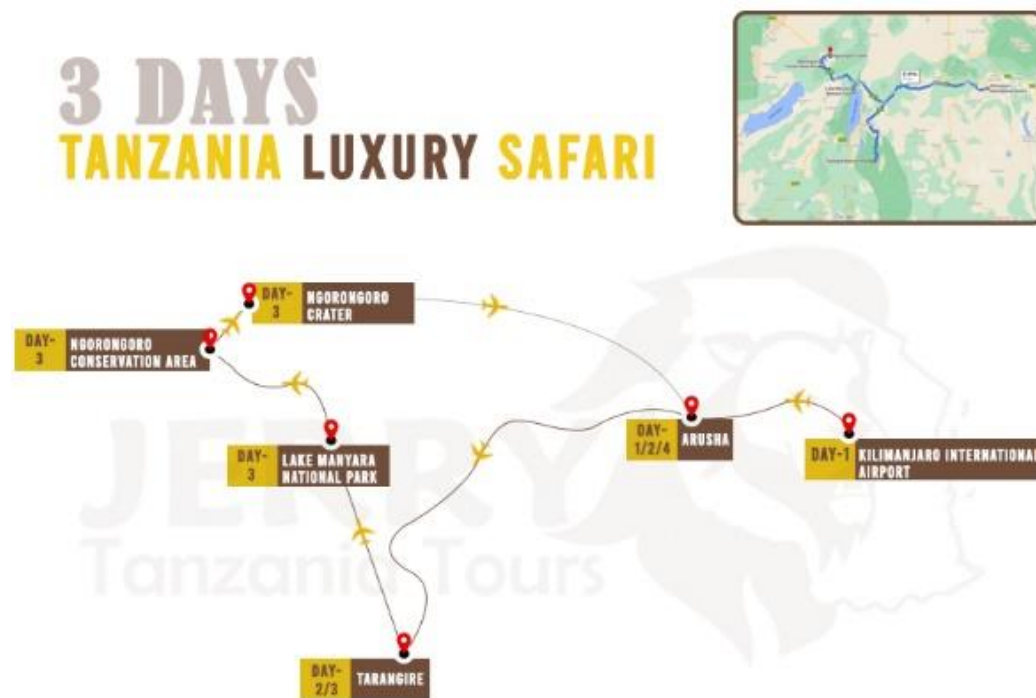 3 DAYS
TANZANIA LUXURY SAFARI
DAY-
3
NGORONGORO
CRATER
DAY-
3
NGORONGORO
CONSERVATION AREA
DAY-
1/2/4
ARUSHA
DAY-1
KILIMANJARO INTERNATIONAL
AIRPORT
DAY-
3
LAKE MANYARA
NATIONAL PARK
JERRY
Tanzania Tours
DAY-
2/3
TARANGIRE